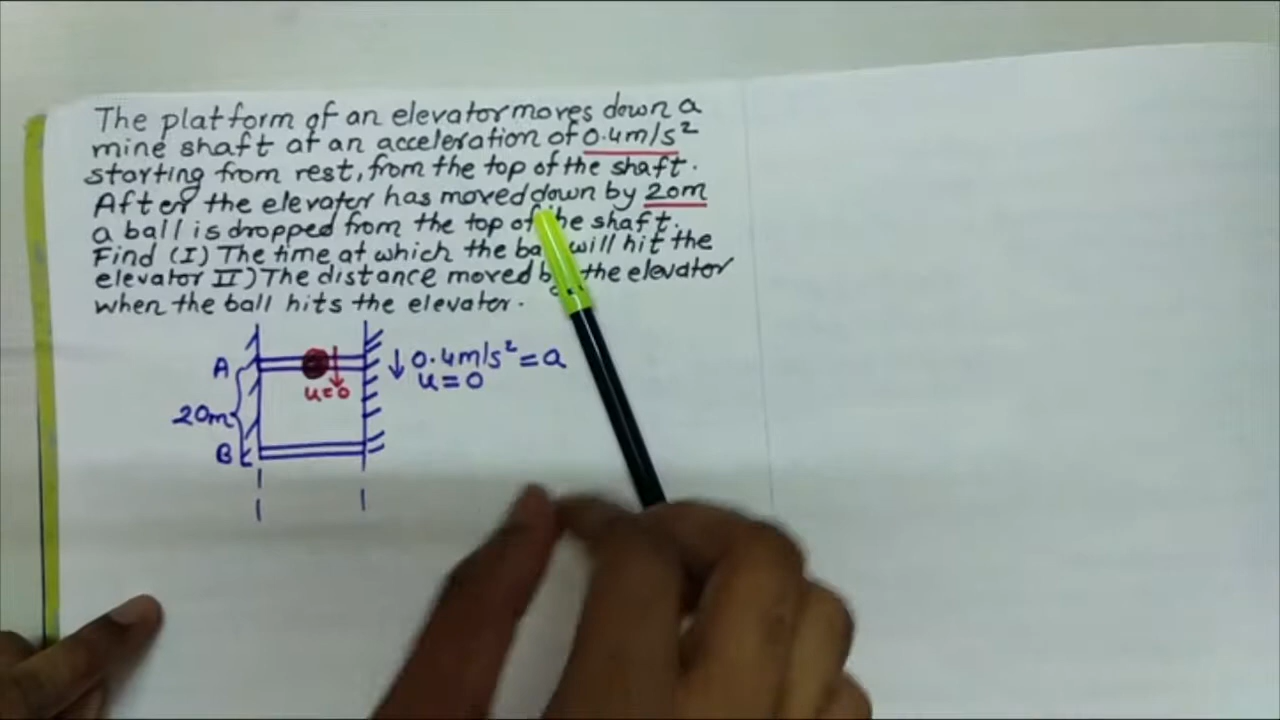 The platform of an elevator moves down a
mine shaft at an acceleration of 0.4m/s²
starting from rest, from the top of the shaft.
After the elevater has moved down by 20m
a ball is dropped from the top of the shaft.
Find (I) The time at which the ball will hit the
elevator II) The distance moved by the elevator
when the ball hits the elevator.
A
↓ 0.4m/s² = a
u = 0
u=0
20m
B